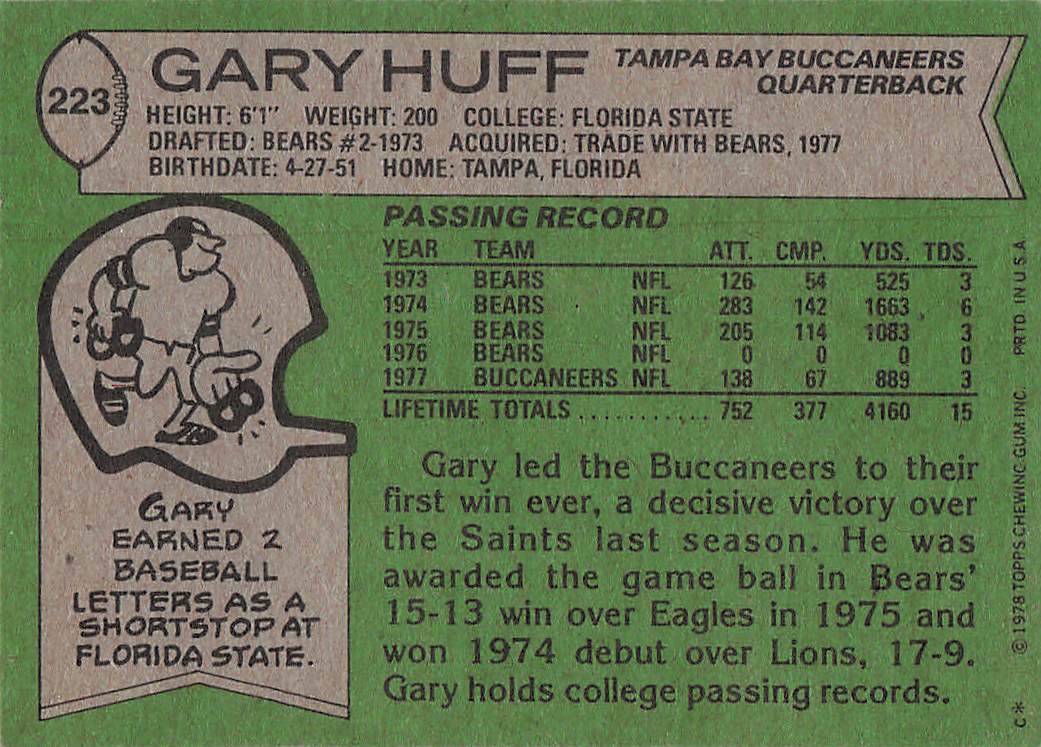 223
GARY HUFF
TAMPA BAY BUCCANEERS
QUARTERBACK
HEIGHT: 6'1" WEIGHT: 200 COLLEGE: FLORIDA STATE
DRAFTED: BEARS #2-1973 ACQUIRED: TRADE WITH BEARS, 1977
BIRTHDATE: 4-27-51 HOME: TAMPA, FLORIDA
PASSING RECORD
YEAR TEAM ATT. CMP. YDS. TDS.
1973 BEARS NFL 126 54 525 3
1974 BEARS NFL 283 142 1663 6
1975 BEARS NFL 205 114 1083 3
1976 BEARS NFL 0 0 0 0
1977 BUCCANEERS NFL 138 67 889 3
LIFETIME TOTALS ............ 752 377 4160 15
Gary led the Buccaneers to their
first win ever, a decisive victory over
the Saints last season. He was
awarded the game ball in Bears'
15-13 win over Eagles in 1975 and
won 1974 debut over Lions, 17-9.
Gary holds college passing records.
GARY
EARNED 2
BASEBALL
LETTERS AS A
SHORTSTOP AT
FLORIDA STATE.
C* © 1978 TOPPS CHEWING GUM INC. PRTD IN U.S.A.